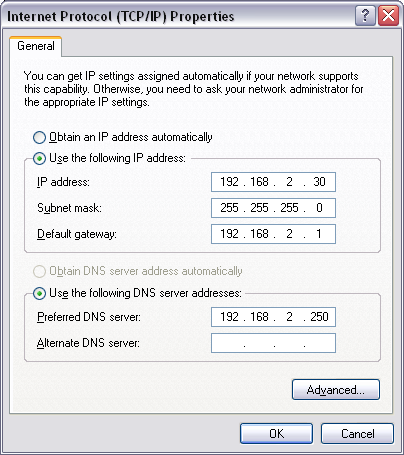 Internet Protocol (TCP/IP) Properties
General
You can get IP settings assigned automatically if your network supports
this capability. Otherwise, you need to ask your network administrator for
the appropriate IP settings.
Obtain an IP address automatically
Use the following IP address:
IP address: 192 . 168 . 2 . 30
Subnet mask: 255 . 255 . 255 . 0
Default gateway: 192 . 168 . 2 . 1
Obtain DNS server address automatically
Use the following DNS server addresses:
Preferred DNS server: 192 . 168 . 2 . 250
Alternate DNS server: . . .
Advanced...
OK Cancel